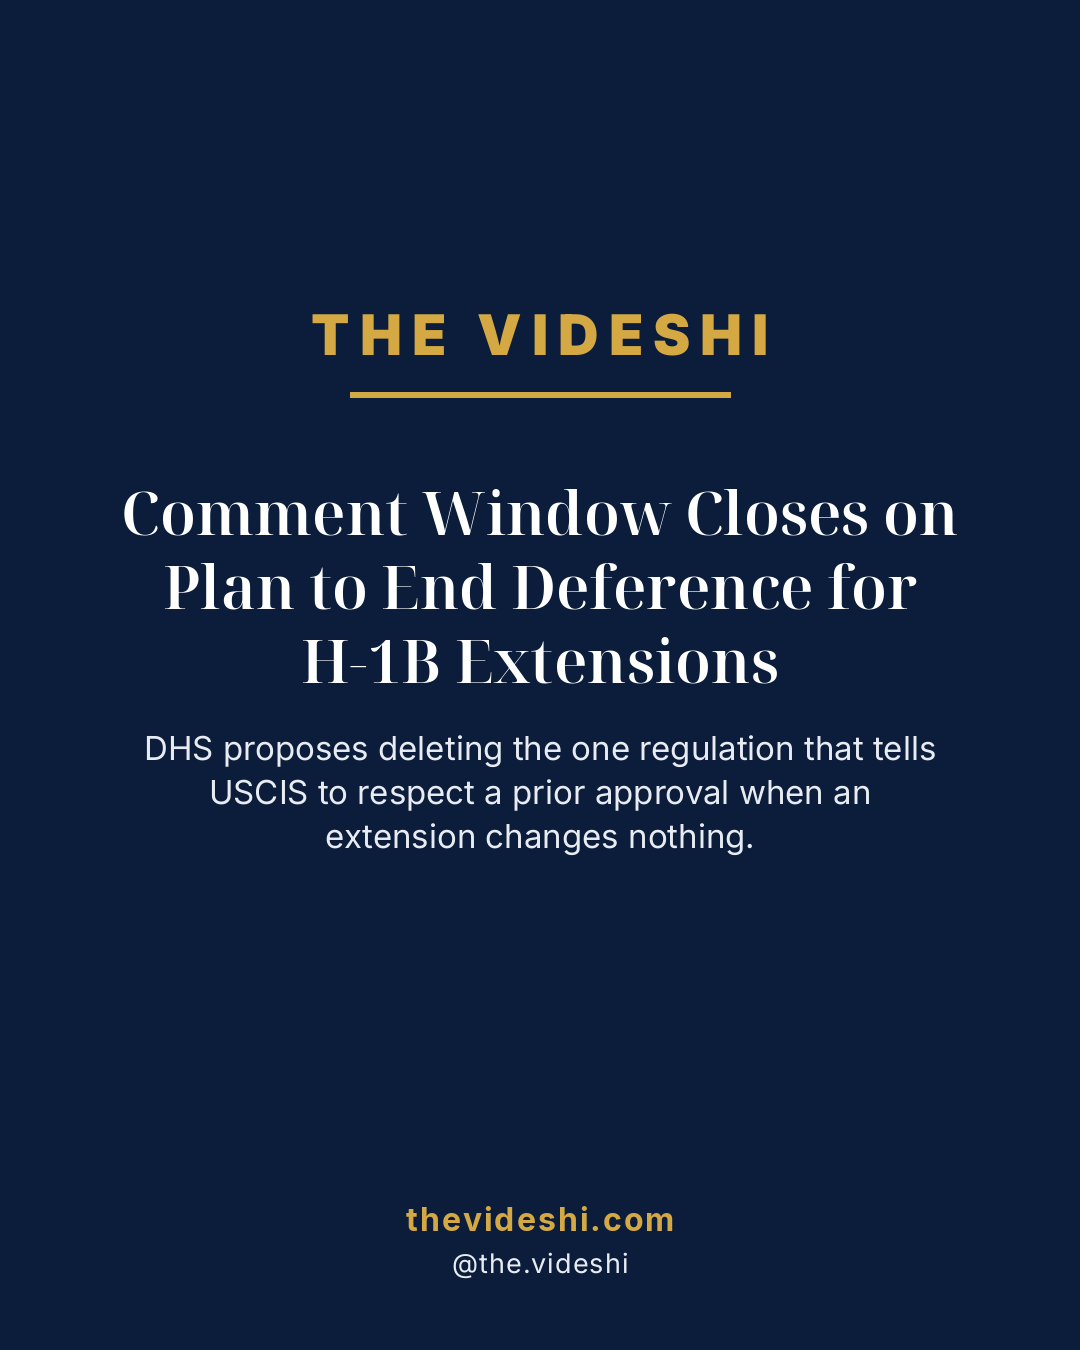 THE VIDESHI
Comment Window Closes on
Plan to End Deference for
H-1B Extensions
DHS proposes deleting the one regulation that tells
USCIS to respect a prior approval when an
extension changes nothing.
thevideshi.com
@the.videshi